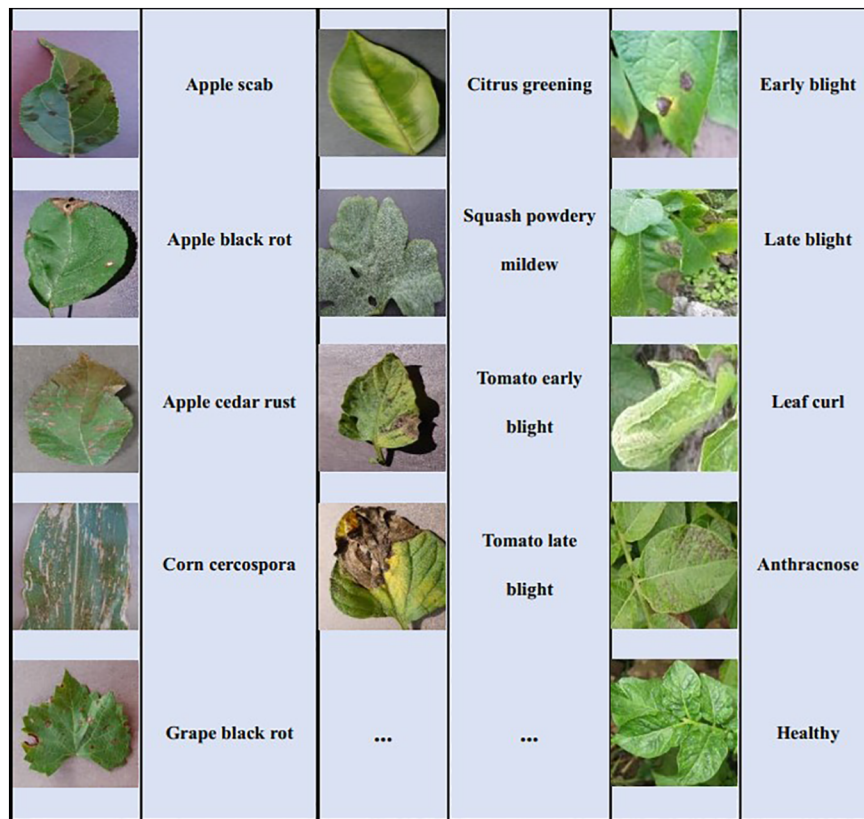 Apple scab
Citrus greening
Early blight
Apple black rot
Squash powdery
mildew
Late blight
Apple cedar rust
Tomato early
blight
Leaf curl
Corn cercospora
Tomato late
blight
Anthracnose
Grape black rot
...
...
Healthy